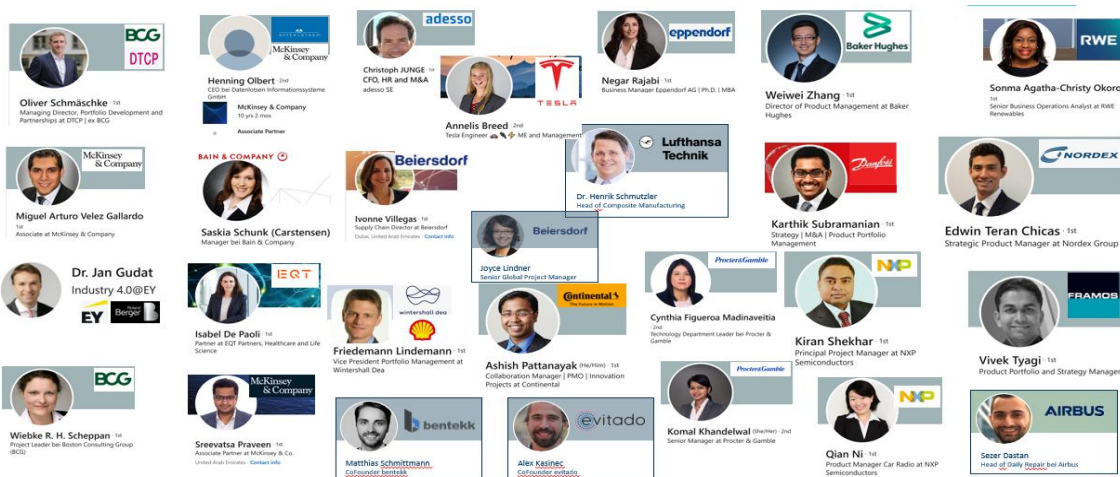 BCG
DTCP
Oliver Schmäschke · 1st
Managing Director, Portfolio Development and
Partnerships at DTCP | ex BCG
McKinsey
& Company
Henning Olbert · 2nd
CEO bei Datenlotsen Informationssysteme
GmbH
McKinsey & Company
10 yrs 2 mos
Associate Partner
adesso
Christoph JUNGE · 1st
CFO, HR and M&A
adesso SE
TESLA
Annelis Breed · 2nd
Tesla Engineer ME and Management
eppendorf
Negar Rajabi · 1st
Business Manager Eppendorf AG | Ph.D. | MBA
Baker Hughes
Weiwei Zhang · 1st
Director of Product Management at Baker
Hughes
RWE
Sonma Agatha-Christy Okoro
1st
Senior Business Operations Analyst at RWE
Renewables
McKinsey
& Company
Miguel Arturo Velez Gallardo
1st
Associate at McKinsey & Company
BAIN & COMPANY
Saskia Schunk (Carstensen)
Manager bei Bain & Company
Beiersdorf
Ivonne Villegas · 1st
Supply Chain Director at Beiersdorf
Dubai, United Arab Emirates · Contact info
Lufthansa
Technik
Dr. Henrik Schmutzler
Head of Composite Manufacturing
Beiersdorf
Joyce Lindner
Senior Global Project Manager
Danfoss
Karthik Subramanian · 1st
Strategy | M&A | Product Portfolio
Management
NORDEX
Edwin Teran Chicas · 1st
Strategic Product Manager at Nordex Group
Dr. Jan Gudat
Industry 4.0@EY
EY
Roland
Berger
EQT
Isabel De Paoli · 1st
Partner at EQT Partners, Healthcare and Life
Science
wintershall dea
Friedemann Lindemann · 1st
Vice President Portfolio Management at
Wintershall Dea
Continental
The Future in Motion
Ashish Pattanayak (He/Him) · 1st
Collaboration Manager | PMO | Innovation
Projects at Continental
Procter&Gamble
Cynthia Figueroa Madinaveitia
· 2nd
Technology Department Leader bei Procter &
Gamble
NXP
Kiran Shekhar · 1st
Principal Project Manager at NXP
Semiconductors
FRAMOS
Vivek Tyagi · 1st
Product Portfolio and Strategy Manager
BCG
Wiebke R. H. Scheppan · 1st
Project Leader bei Boston Consulting Group
(BCG)
McKinsey
& Company
Sreevatsa Praveen · 1st
Associate Partner at McKinsey & Co.
United Arab Emirates · Contact info
bentekk
Matthias Schmittmann
CoFounder bentekk
evitado
Alex Kasinec
CoFounder evitado
Procter&Gamble
Komal Khandelwal (She/Her) · 2nd
Senior Manager at Procter & Gamble
NXP
Qian Ni · 1st
Product Manager Car Radio at NXP
Semiconductors
AIRBUS
Sezer Dastan
Head of Daily Repair bei Airbus